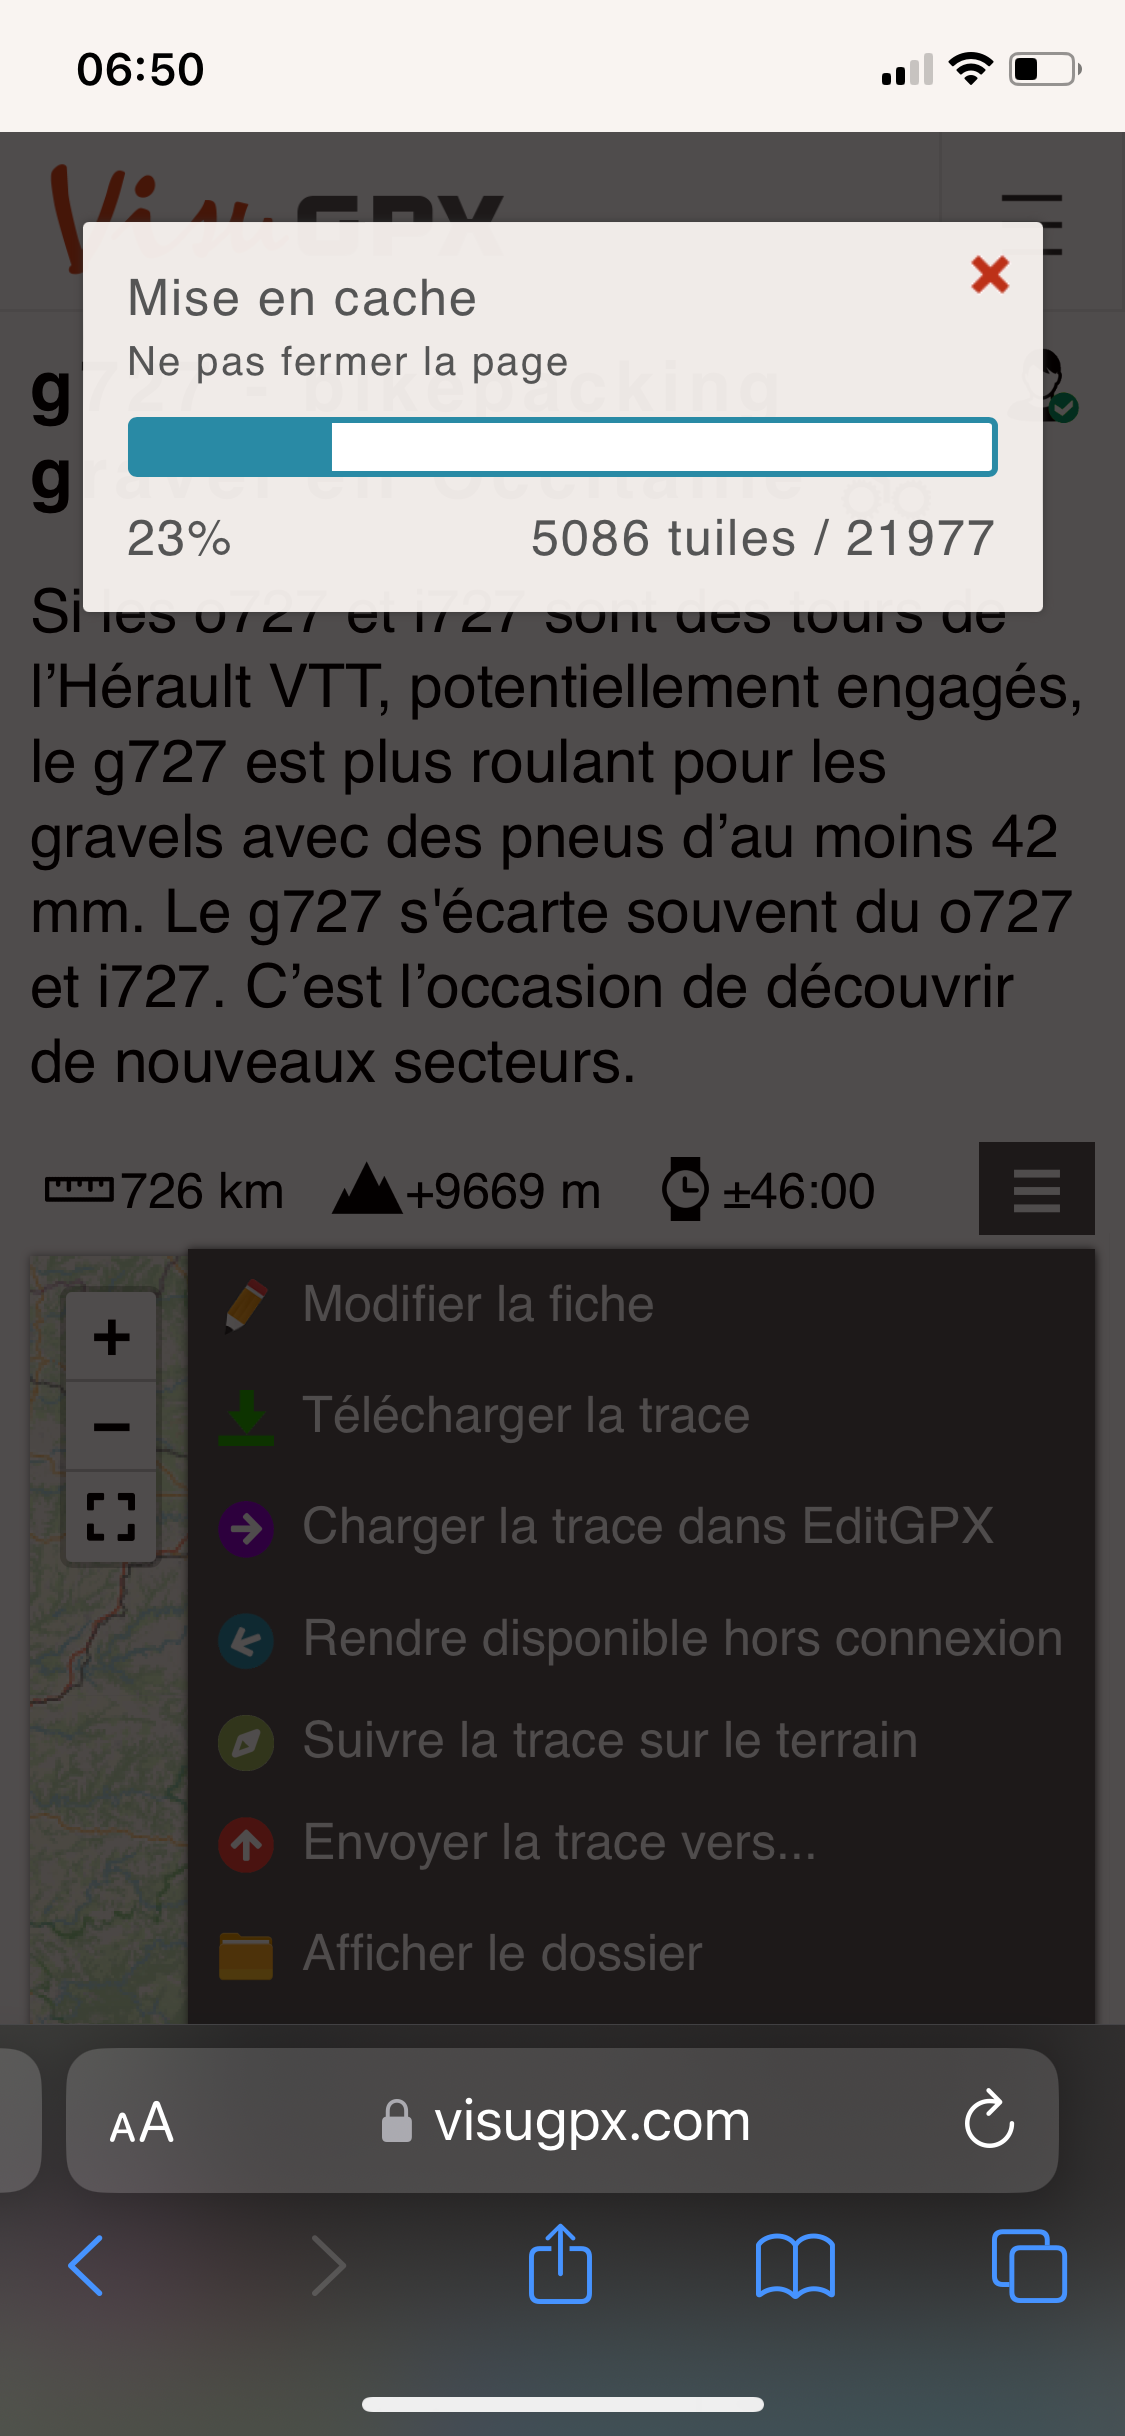 06:50
VisuGPX
Mise en cache
Ne pas fermer la page
g727 - bikepacking
gravel en Occitanie
23%
5086 tuiles / 21977
Si les o727 et i727 sont des tours de
l’Hérault VTT, potentiellement engagés,
le g727 est plus roulant pour les
gravels avec des pneus d’au moins 42
mm. Le g727 s'écarte souvent du o727
et i727. C’est l’occasion de découvrir
de nouveaux secteurs.
726 km +9669 m ±46:00
Modifier la fiche
Télécharger la trace
Charger la trace dans EditGPX
Rendre disponible hors connexion
Suivre la trace sur le terrain
Envoyer la trace vers...
Afficher le dossier
AA visugpx.com